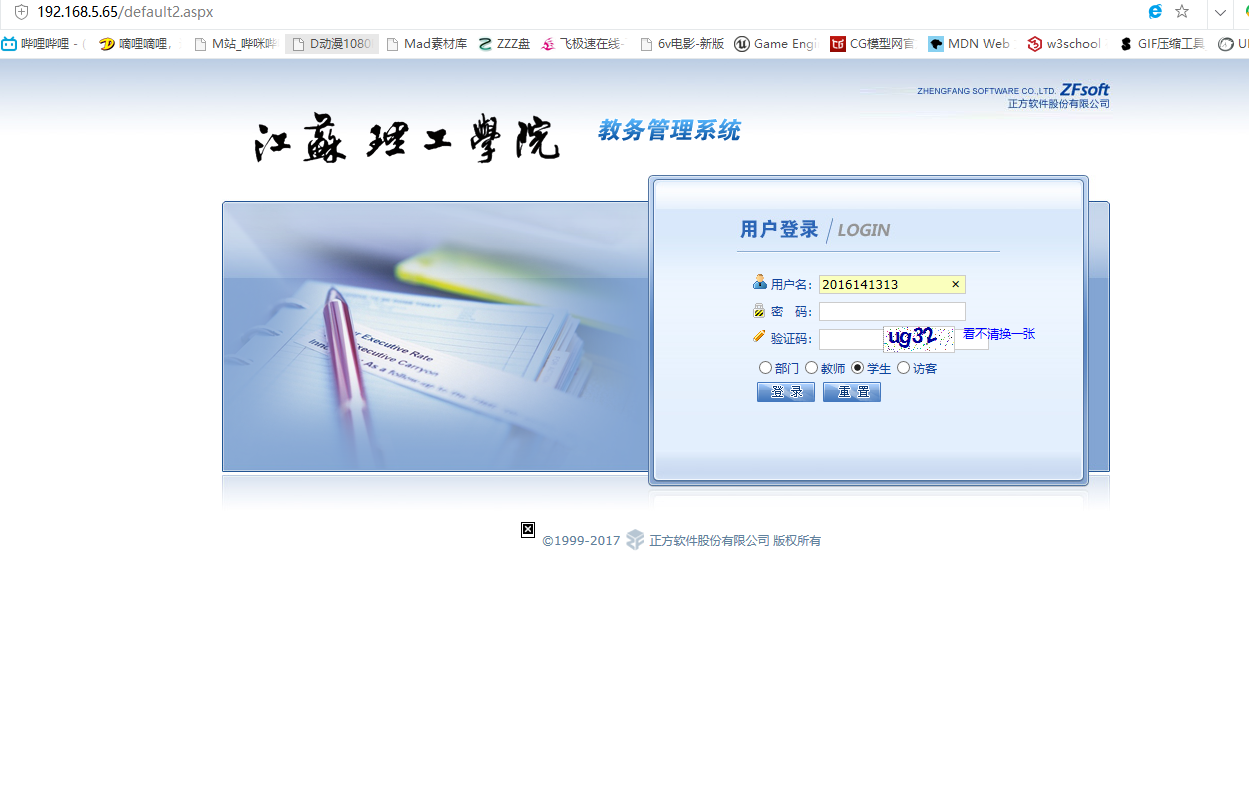 192.168.5.65/default2.aspx
哔哩哔哩 - ( 嘀哩嘀哩, M站_哔咪哔 D动漫1080 Mad素材库 ZZZ盘 飞极速在线- 6v电影-新版 Game Engi CG模型网官 MDN Web w3school GIF压缩工具 UI
ZHENGFANG SOFTWARE CO.,LTD. ZFsoft
正方软件股份有限公司
江蘇理工學院 教务管理系统
用户登录 LOGIN
用户名: 2016141313 ×
密 码:
验证码: ug32 看不清换一张
部门 教师 学生 访客
登 录 重 置
Executive Rate
Executive Carryon
- As a follow-up to the
©1999-2017 正方软件股份有限公司 版权所有